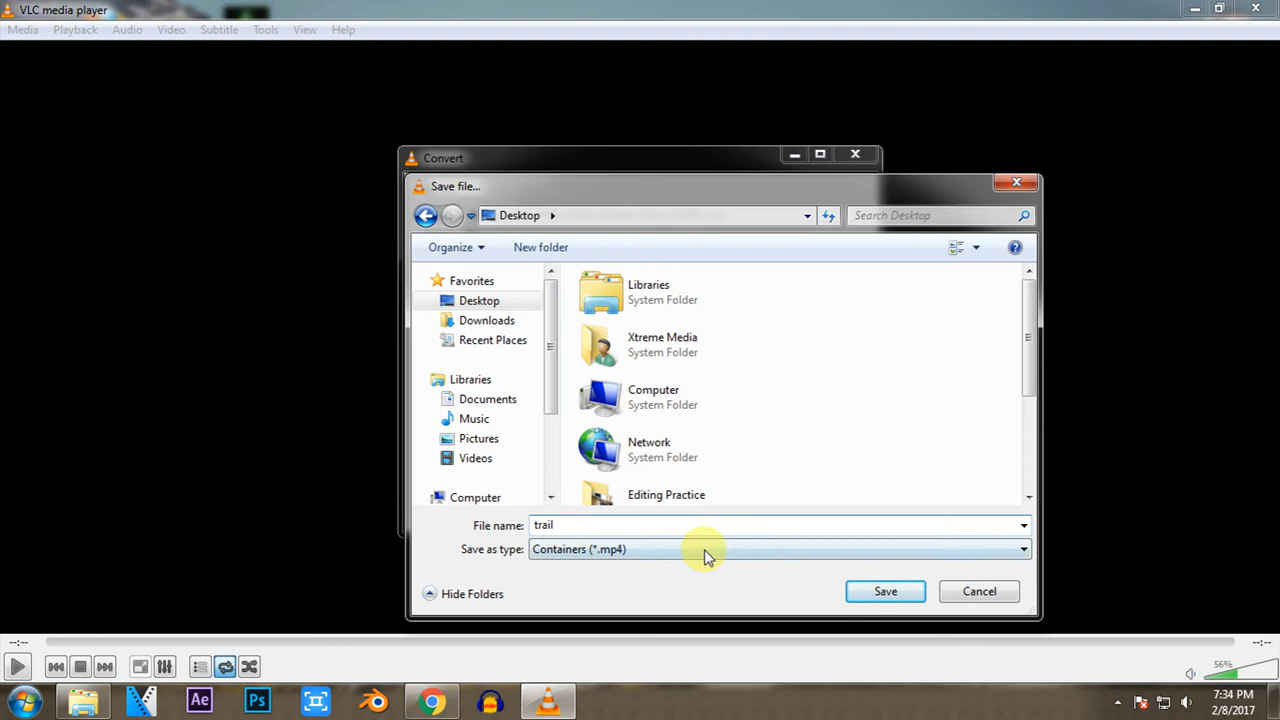 VLC media player
Media Playback Audio Video Subtitle Tools View Help
Convert
Save file...
Desktop
Search Desktop
Organize New folder
Favorites
Desktop
Downloads
Recent Places
Libraries
Documents
Music
Pictures
Videos
Computer
Libraries
System Folder
Xtreme Media
System Folder
Computer
System Folder
Network
System Folder
Editing Practice
File name: trail
Save as type: Containers (*.mp4)
Hide Folders
Save
Cancel
--:-- --:--
56%
Ae Ps
7:34 PM
2/8/2017